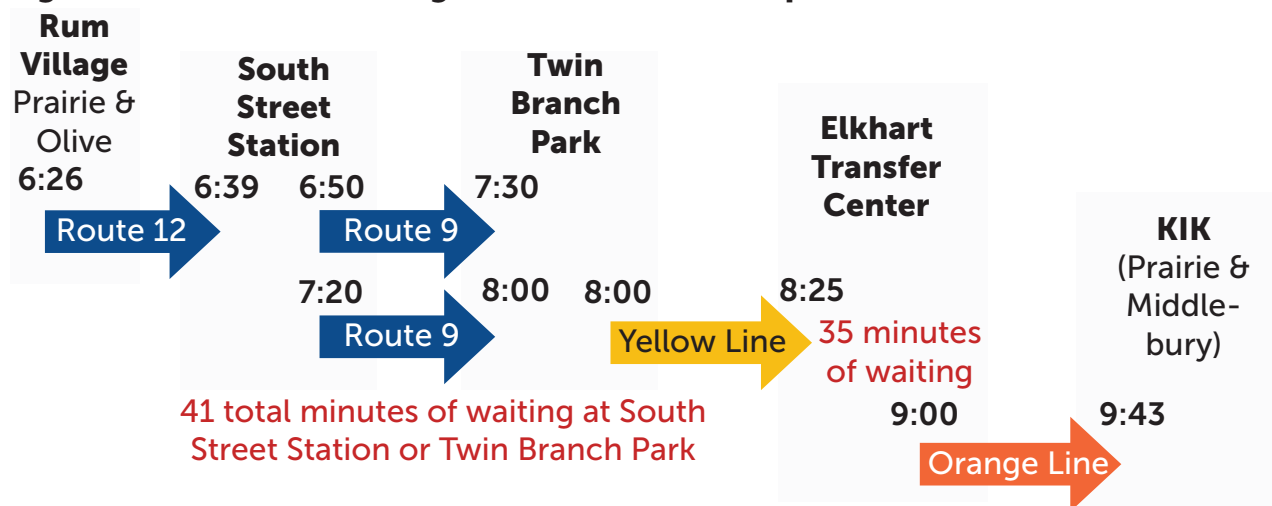 Rum
Village
Prairie &
Olive
6:26
Route 12
South
Street
Station
6:39 6:50
Route 9
7:20
Route 9
Twin
Branch
Park
7:30
8:00 8:00
Yellow Line
41 total minutes of waiting at South
Street Station or Twin Branch Park
Elkhart
Transfer
Center
8:25
35 minutes
of waiting
9:00
Orange Line
KIK
(Prairie &
Middle-
bury)
9:43